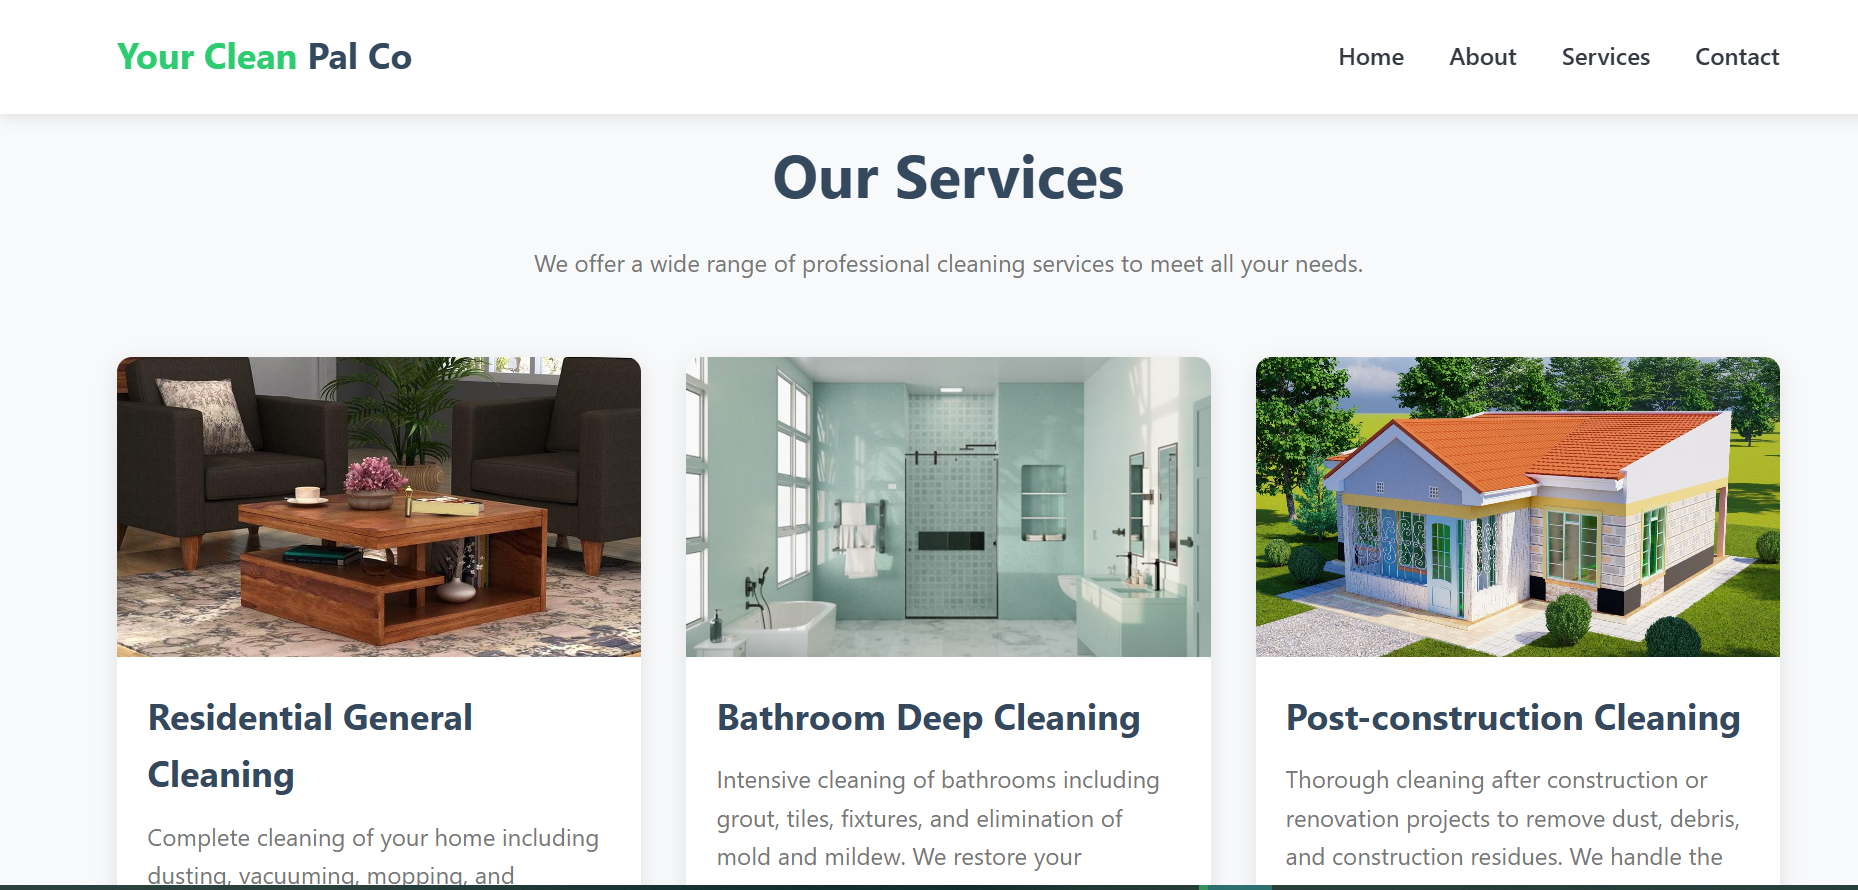 Your Clean Pal Co
Home About Services Contact
Our Services
We offer a wide range of professional cleaning services to meet all your needs.
Residential General
Cleaning
Complete cleaning of your home including
dusting, vacuuming, mopping, and
Bathroom Deep Cleaning
Intensive cleaning of bathrooms including
grout, tiles, fixtures, and elimination of
mold and mildew. We restore your
Post-construction Cleaning
Thorough cleaning after construction or
renovation projects to remove dust, debris,
and construction residues. We handle the